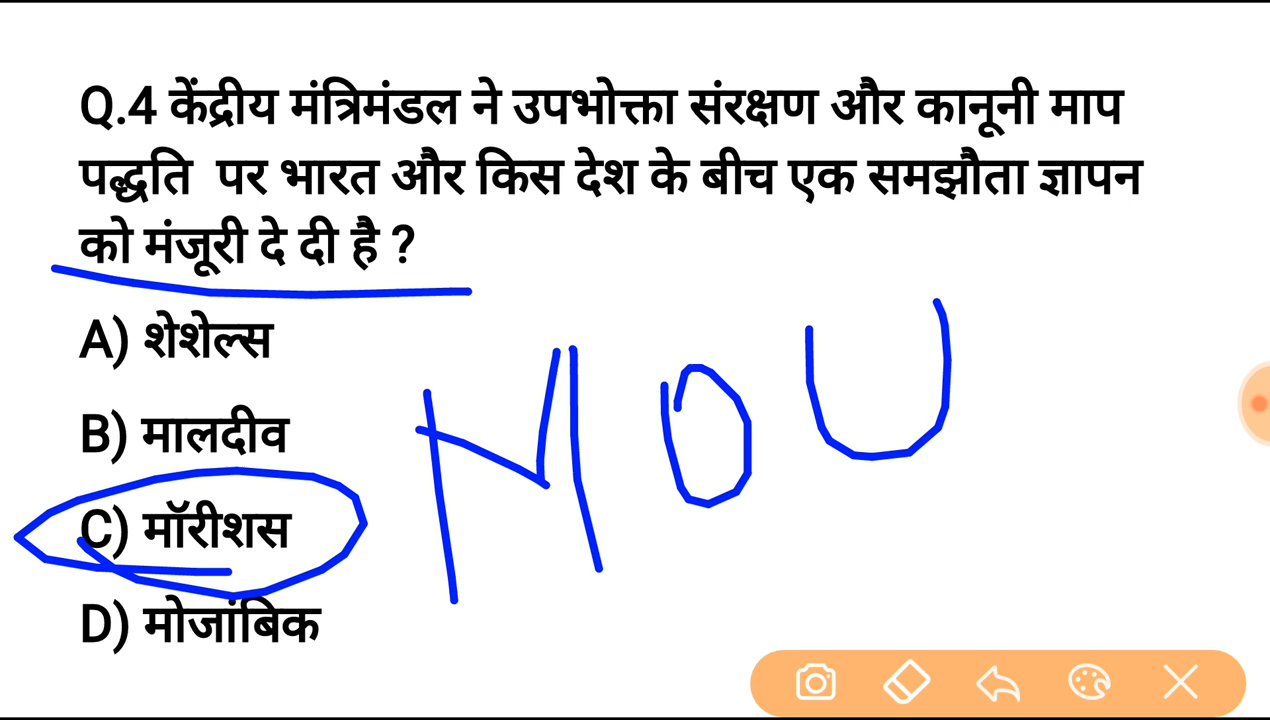 Q.4 केंद्रीय मंत्रिमंडल ने उपभोक्ता संरक्षण और कानूनी माप
पद्धति पर भारत और किस देश के बीच एक समझौता ज्ञापन
को मंजूरी दे दी है ?
A) शेशेल्स
B) मालदीव
MOU
C) मॉरीशस
D) मोजांबिक